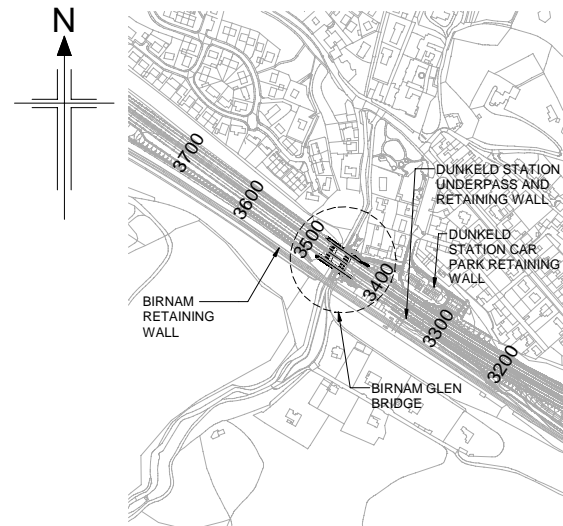 N
3700
3600
3500
3400
3300
3200
DUNKELD STATION
UNDERPASS AND
RETAINING WALL
DUNKELD
STATION CAR
PARK RETAINING
WALL
BIRNAM
RETAINING
WALL
BIRNAM GLEN
BRIDGE